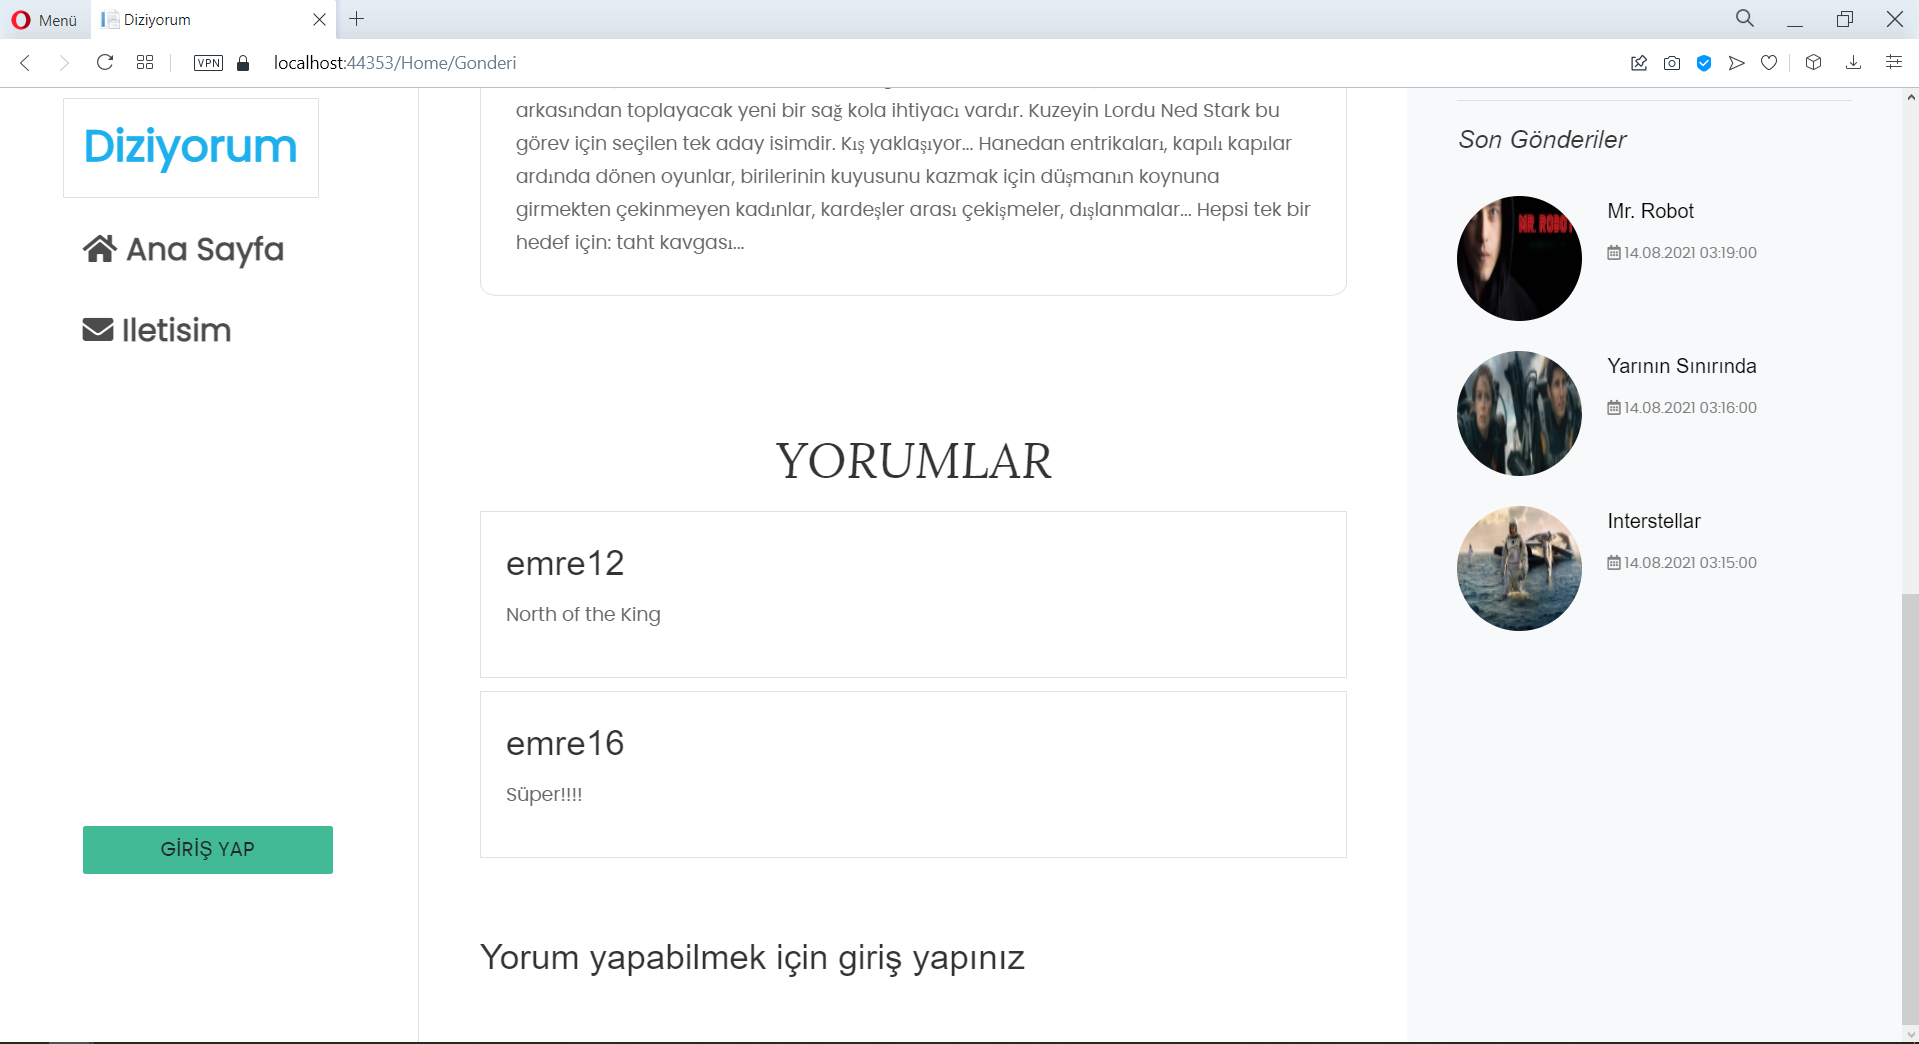 Menü
Diziyorum
VPN
localhost:44353/Home/Gonderi
Diziyorum
Ana Sayfa
Iletisim
GİRİŞ YAP
arkasından toplayacak yeni bir sağ kola ihtiyacı vardır. Kuzeyin Lordu Ned Stark bu
görev için seçilen tek aday isimdir. Kış yaklaşıyor... Hanedan entrikaları, kapılı kapılar
ardında dönen oyunlar, birilerinin kuyusunu kazmak için düşmanın koynuna
girmekten çekinmeyen kadınlar, kardeşler arası çekişmeler, dışlanmalar... Hepsi tek bir
hedef için: taht kavgası...
YORUMLAR
emre12
North of the King
emre16
Süper!!!!
Yorum yapabilmek için giriş yapınız
Son Gönderiler
Mr. Robot
14.08.2021 03:19:00
MR. ROBOT
Yarının Sınırında
14.08.2021 03:16:00
Interstellar
14.08.2021 03:15:00